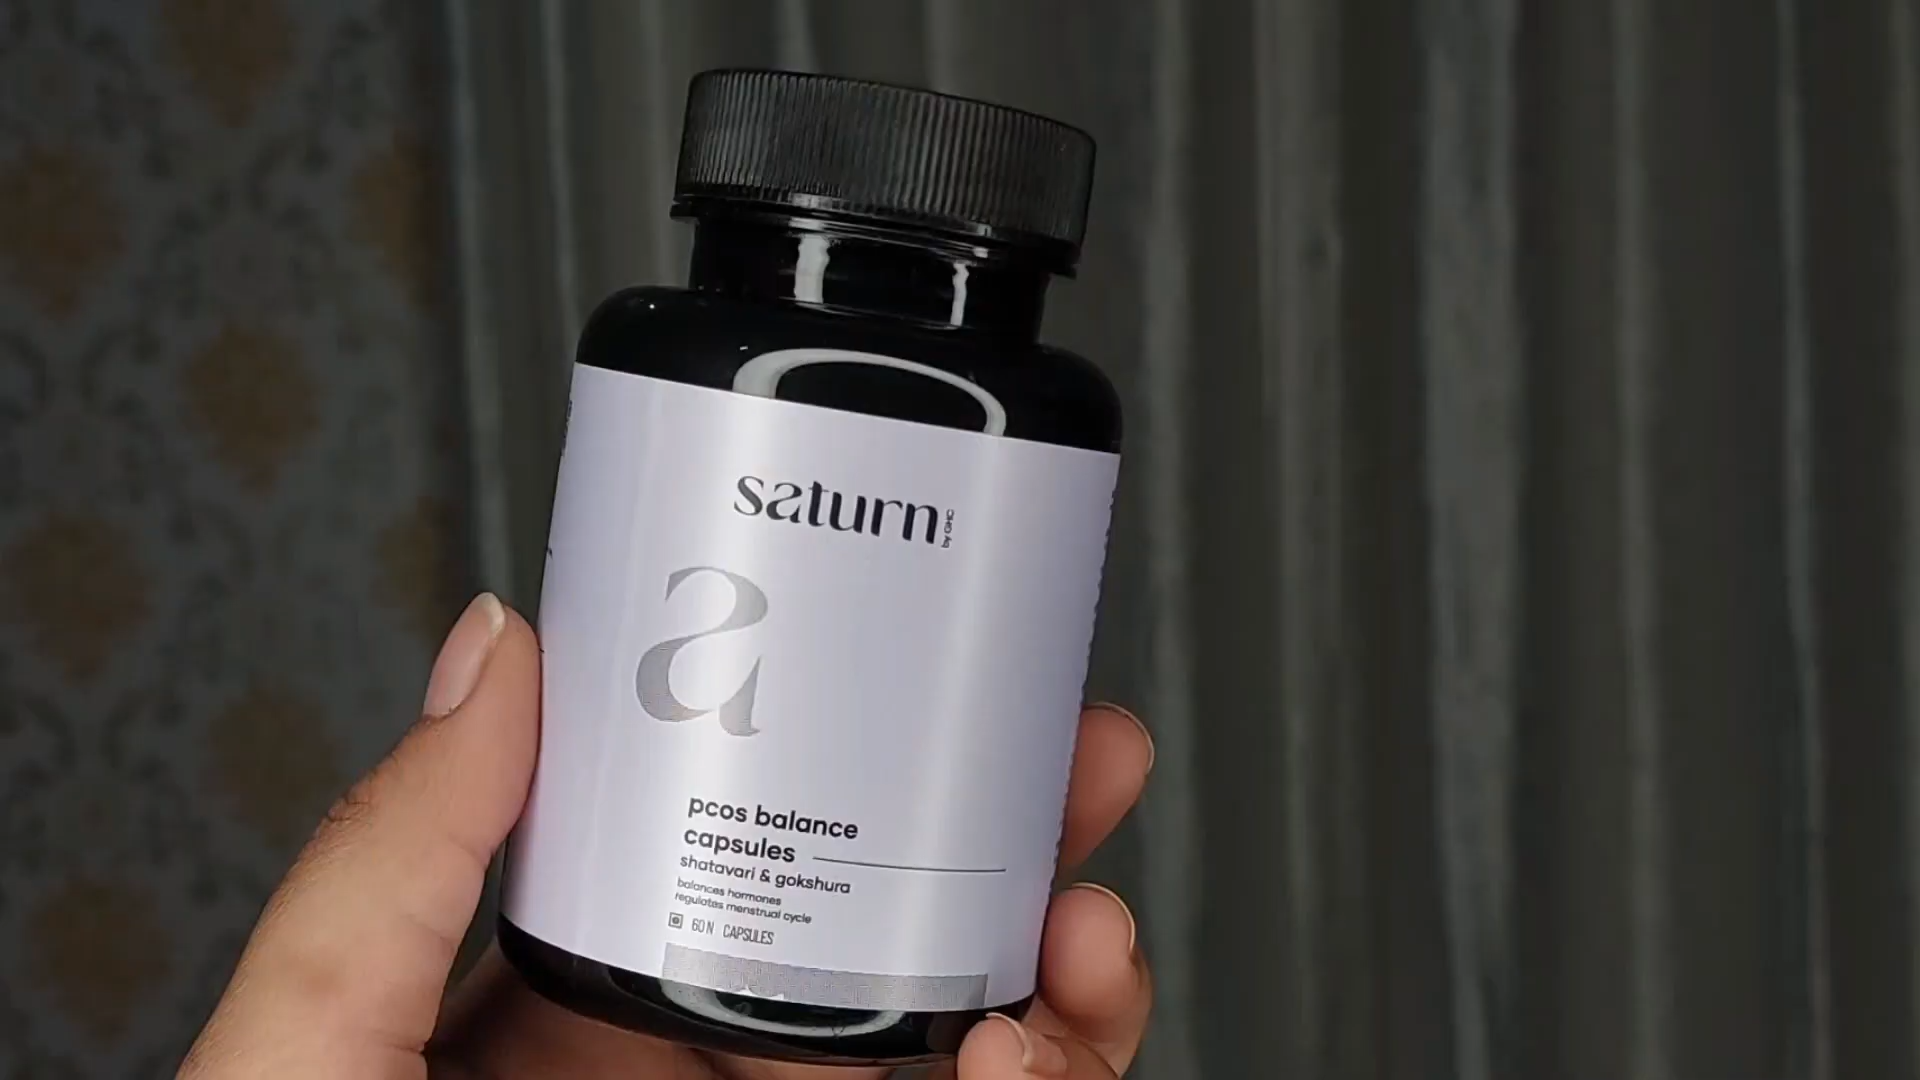 saturn
by GHC
a
pcos balance
capsules
shatavari & gokshura
balances hormones
regulates menstrual cycle
60 N CAPSULES